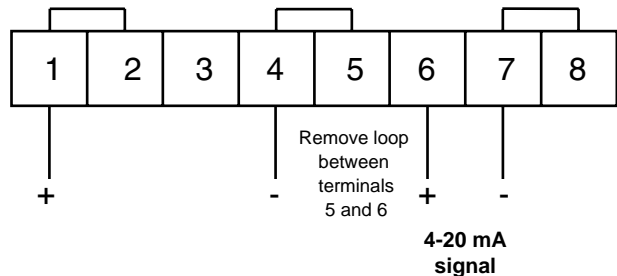 1 2 3 4 5 6 7 8
Remove loop
between
terminals
5 and 6
+ - + -
4-20 mA
signal